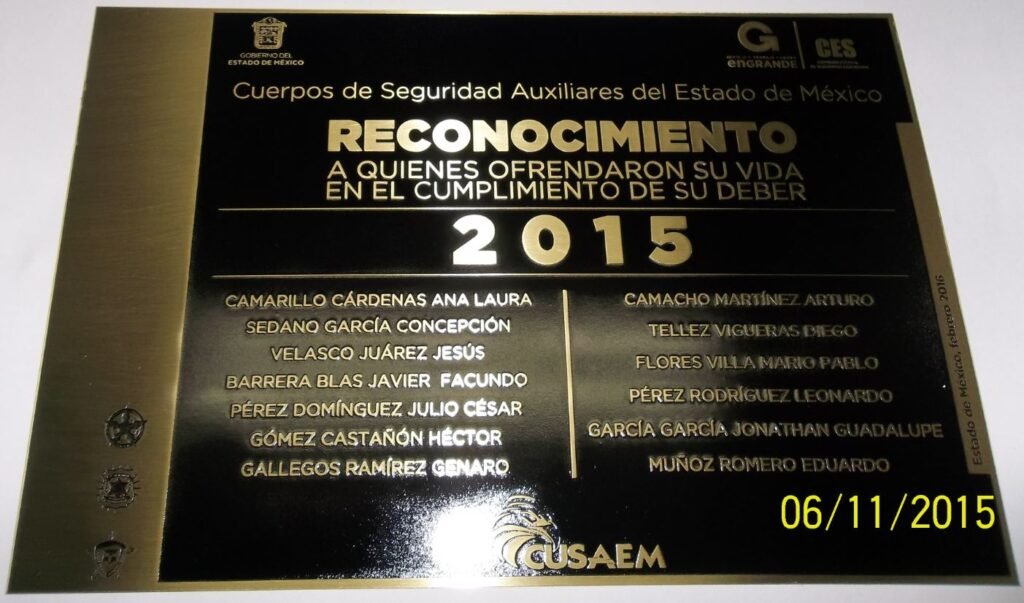 GOBIERNO DEL
ESTADO DE MÉXICO
G
enGRANDE
CES
Cuerpos de Seguridad Auxiliares del Estado de México
RECONOCIMIENTO
A QUIENES OFRENDARON SU VIDA
EN EL CUMPLIMIENTO DE SU DEBER
2015
CAMARILLO CÁRDENAS ANA LAURA
SEDANO GARCÍA CONCEPCIÓN
VELASCO JUÁREZ JESÚS
BARRERA BLAS JAVIER FACUNDO
PÉREZ DOMÍNGUEZ JULIO CÉSAR
GÓMEZ CASTAÑÓN HÉCTOR
GALLEGOS RAMÍREZ GENARO
CAMACHO MARTÍNEZ ARTURO
TELLEZ VIGUERAS DIEGO
FLORES VILLA MARIO PABLO
PÉREZ RODRÍGUEZ LEONARDO
GARCÍA GARCÍA JONATHAN GUADALUPE
MUÑOZ ROMERO EDUARDO
Estado de México, febrero 2016
CUSAEM
06/11/2015